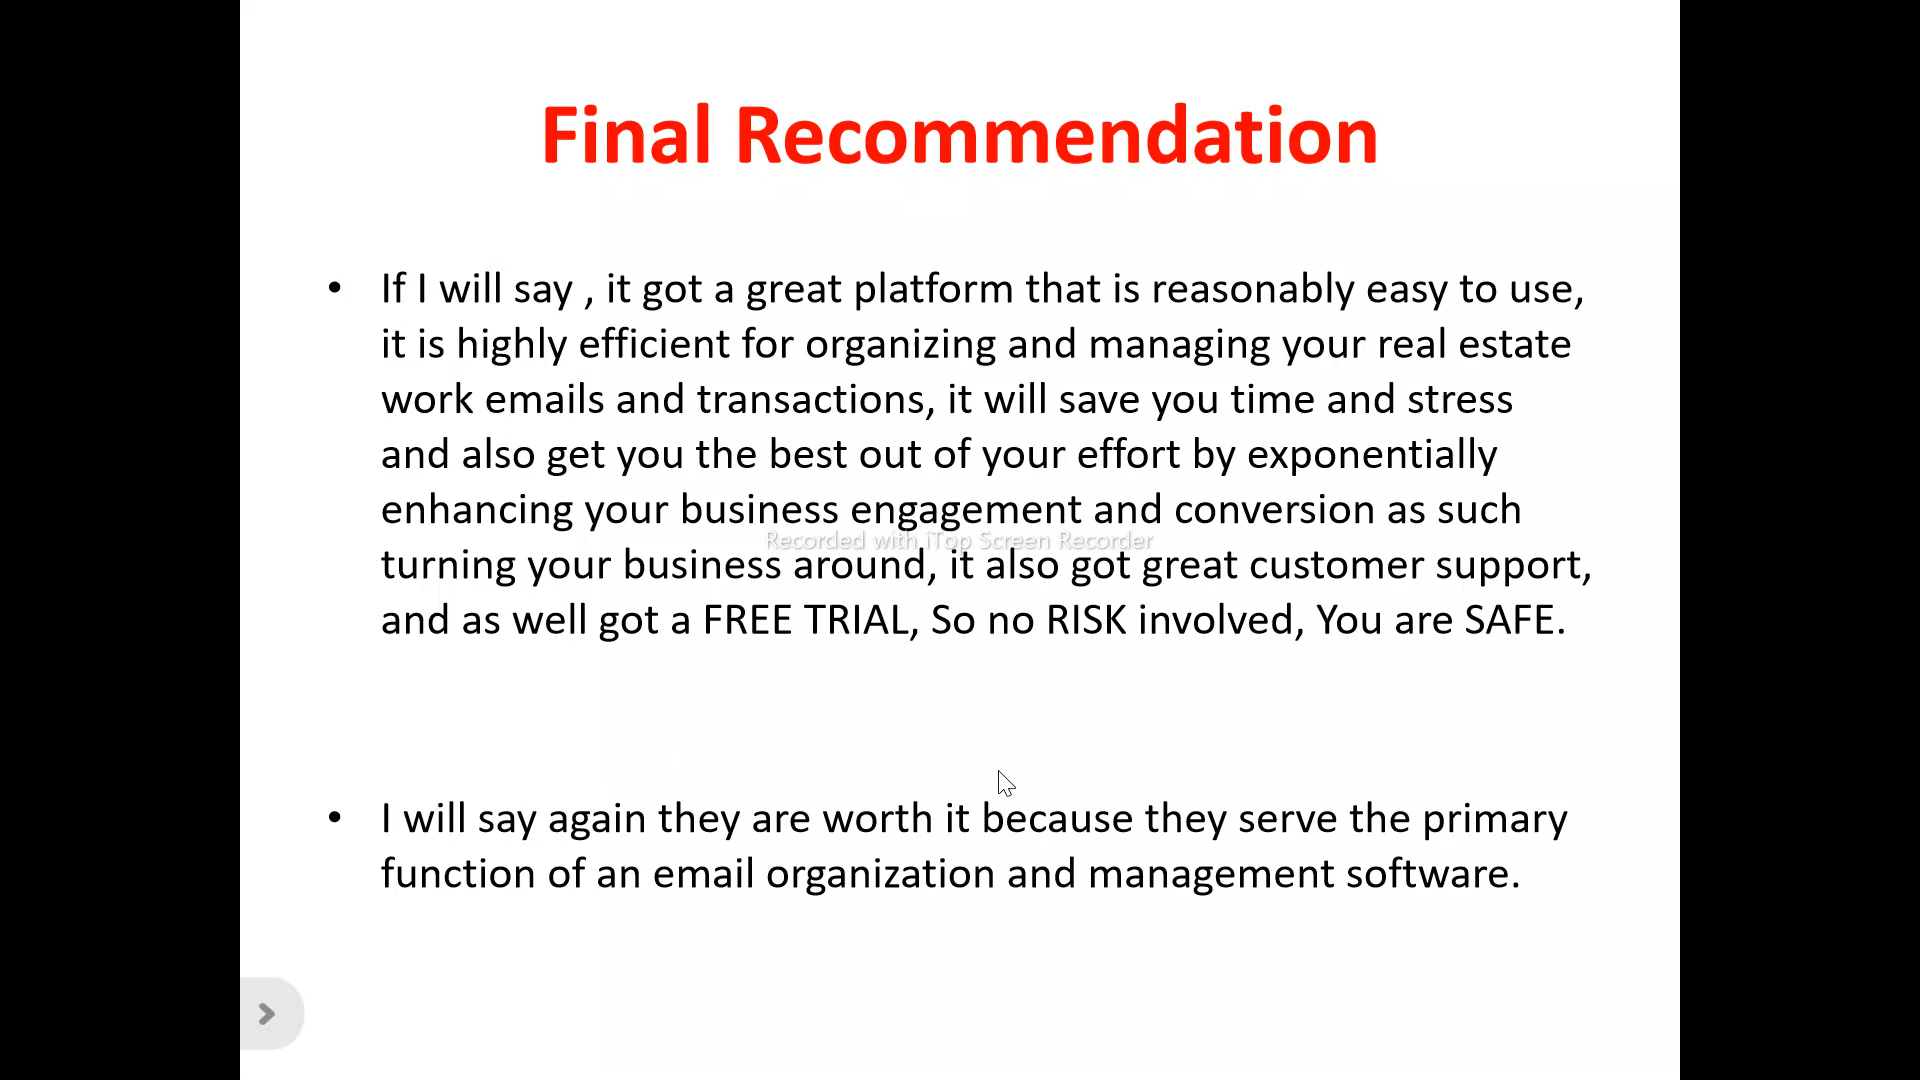 Final Recommendation
• If I will say , it got a great platform that is reasonably easy to use,
it is highly efficient for organizing and managing your real estate
work emails and transactions, it will save you time and stress
and also get you the best out of your effort by exponentially
enhancing your business engagement and conversion as such
Recorded with iTop Screen Recorder
turning your business around, it also got great customer support,
and as well got a FREE TRIAL, So no RISK involved, You are SAFE.
• I will say again they are worth it because they serve the primary
function of an email organization and management software.